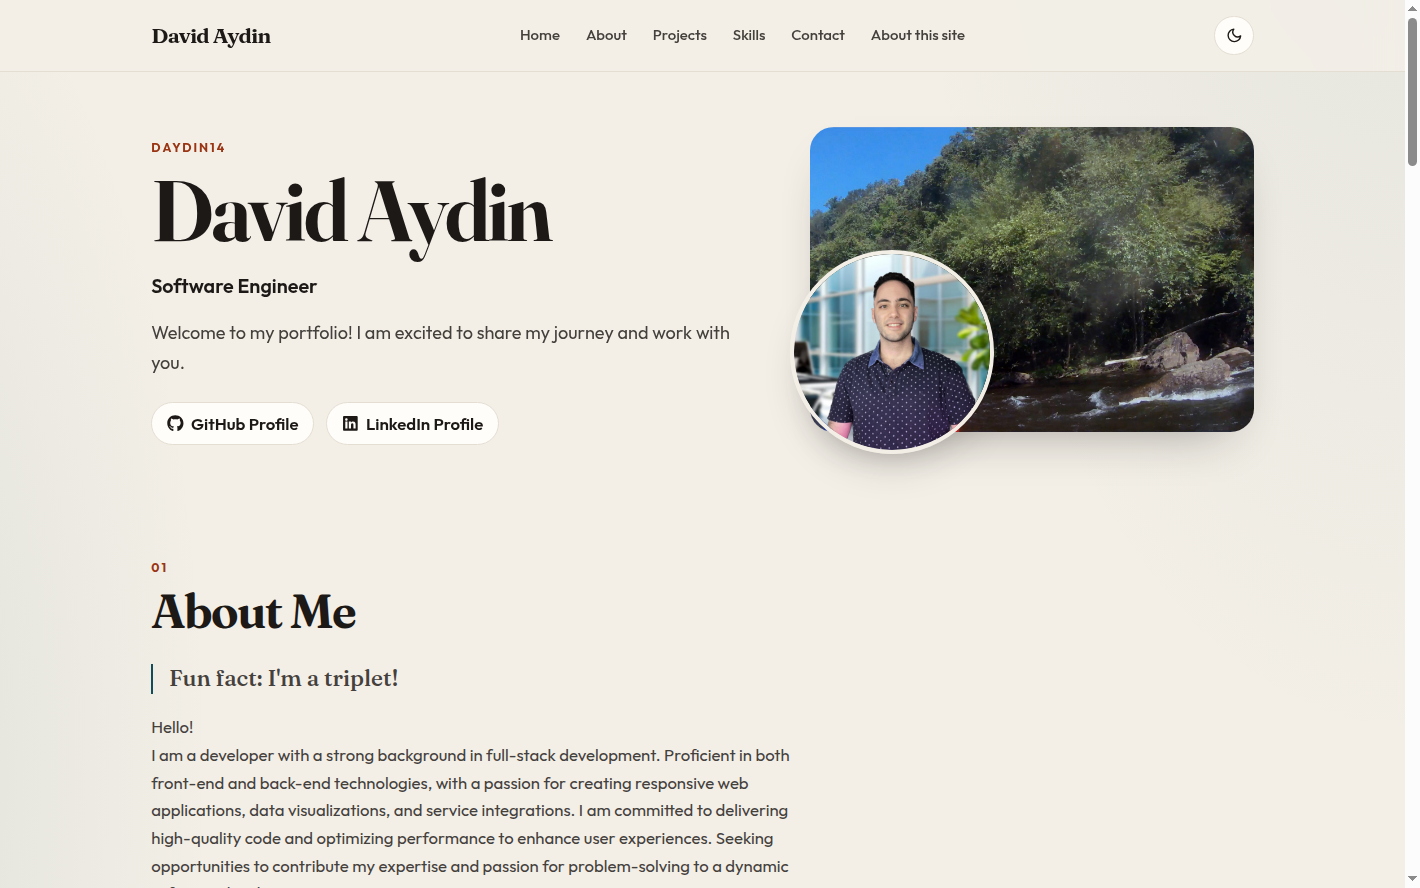 David Aydin
Home About Projects Skills Contact About this site
DAYDIN14
David Aydin
Software Engineer
Welcome to my portfolio! I am excited to share my journey and work with
you.
GitHub Profile LinkedIn Profile
01
About Me
Fun fact: I'm a triplet!
Hello!
I am a developer with a strong background in full-stack development. Proficient in both
front-end and back-end technologies, with a passion for creating responsive web
applications, data visualizations, and service integrations. I am committed to delivering
high-quality code and optimizing performance to enhance user experiences. Seeking
opportunities to contribute my expertise and passion for problem-solving to a dynamic